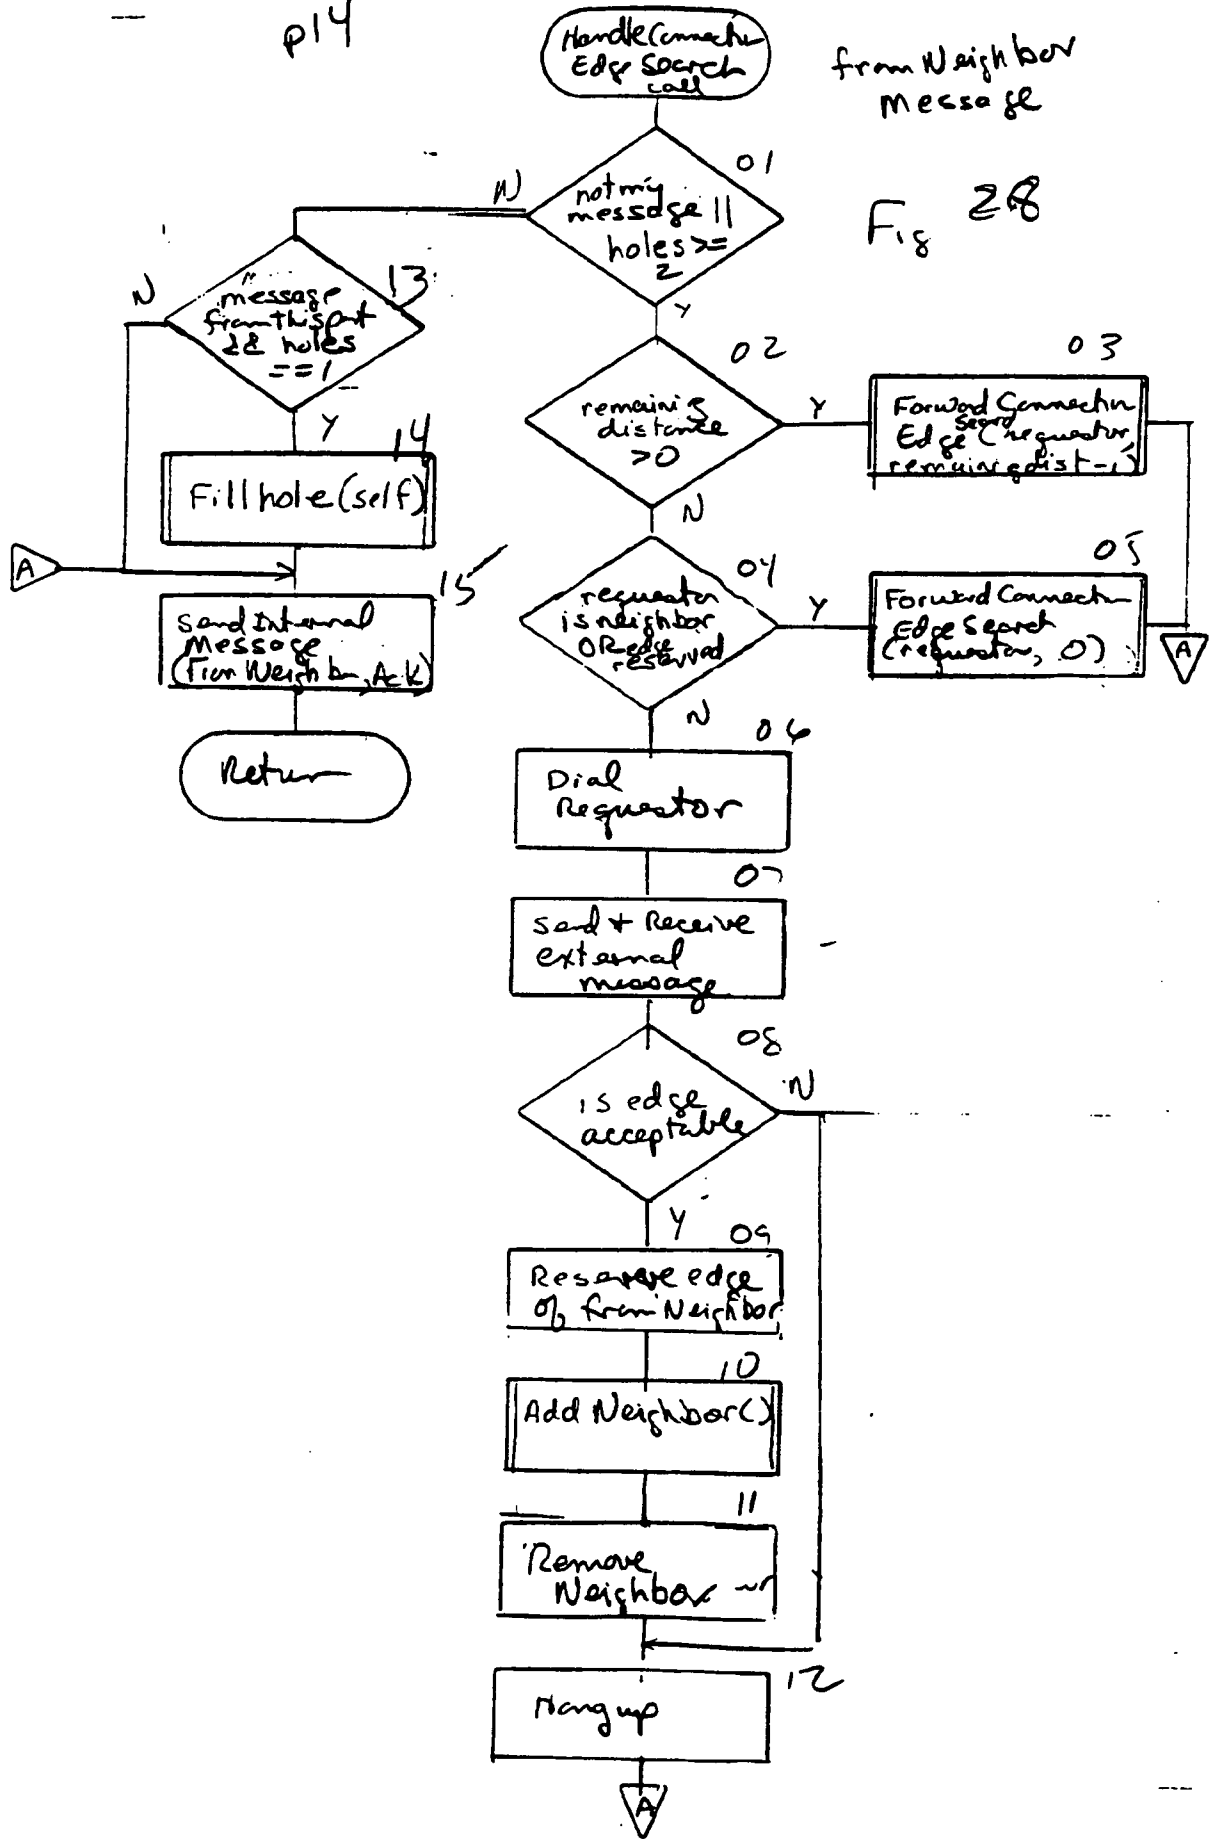 p14
Handle Connection
Edge Search
call
from Neighbor
message
Fig 28
01
not my
message ||
holes >=
2
N
Y
13
message
from this port
&& holes
==1
N
Y
02
remaining
distance
>0
Y
N
03
Forward Connection
Edge Search (requestor,
remaining dist-1)
14
Fill hole (self)
A
15
Send Internal
Message
(from Neighbor, Ack)
Return
04
requestor
is neighbor
OR edge
reserved
Y
N
05
Forward Connection
Edge Search
(requestor, 0)
A
06
Dial
Requestor
07
Send + Receive
external
message
08
is edge
acceptable
N
Y
09
Reserve edge
of from Neighbor
10
Add Neighbor()
11
Remove
Neighbor
12
Hang up
A